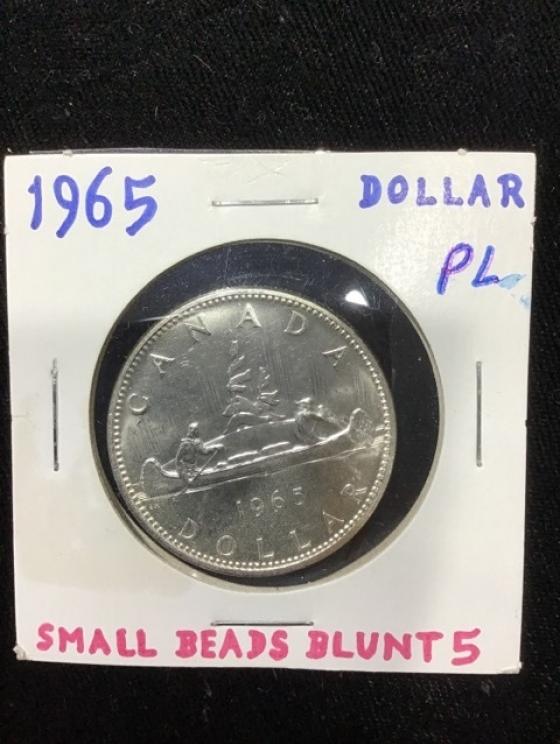 1965 DOLLAR
PL
CANADA
1965
DOLLAR
SMALL BEADS BLUNT 5